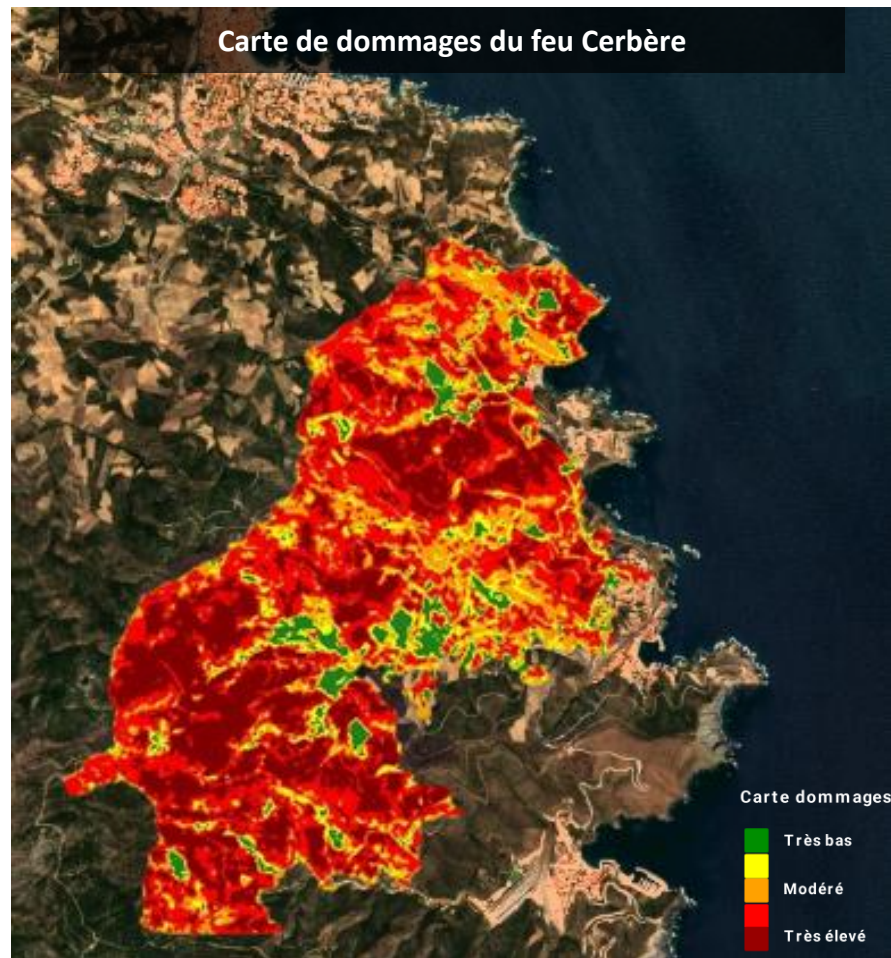 Carte de dommages du feu Cerbère
Carte dommages
Très bas
Modéré
Très élevé